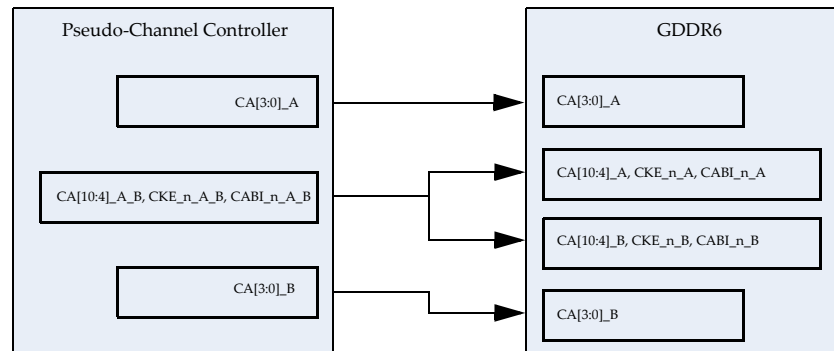 Pseudo-Channel Controller
CA[3:0]_A
CA[10:4]_A_B, CKE_n_A_B, CABI_n_A_B
CA[3:0]_B
GDDR6
CA[3:0]_A
CA[10:4]_A, CKE_n_A, CABI_n_A
CA[10:4]_B, CKE_n_B, CABI_n_B
CA[3:0]_B